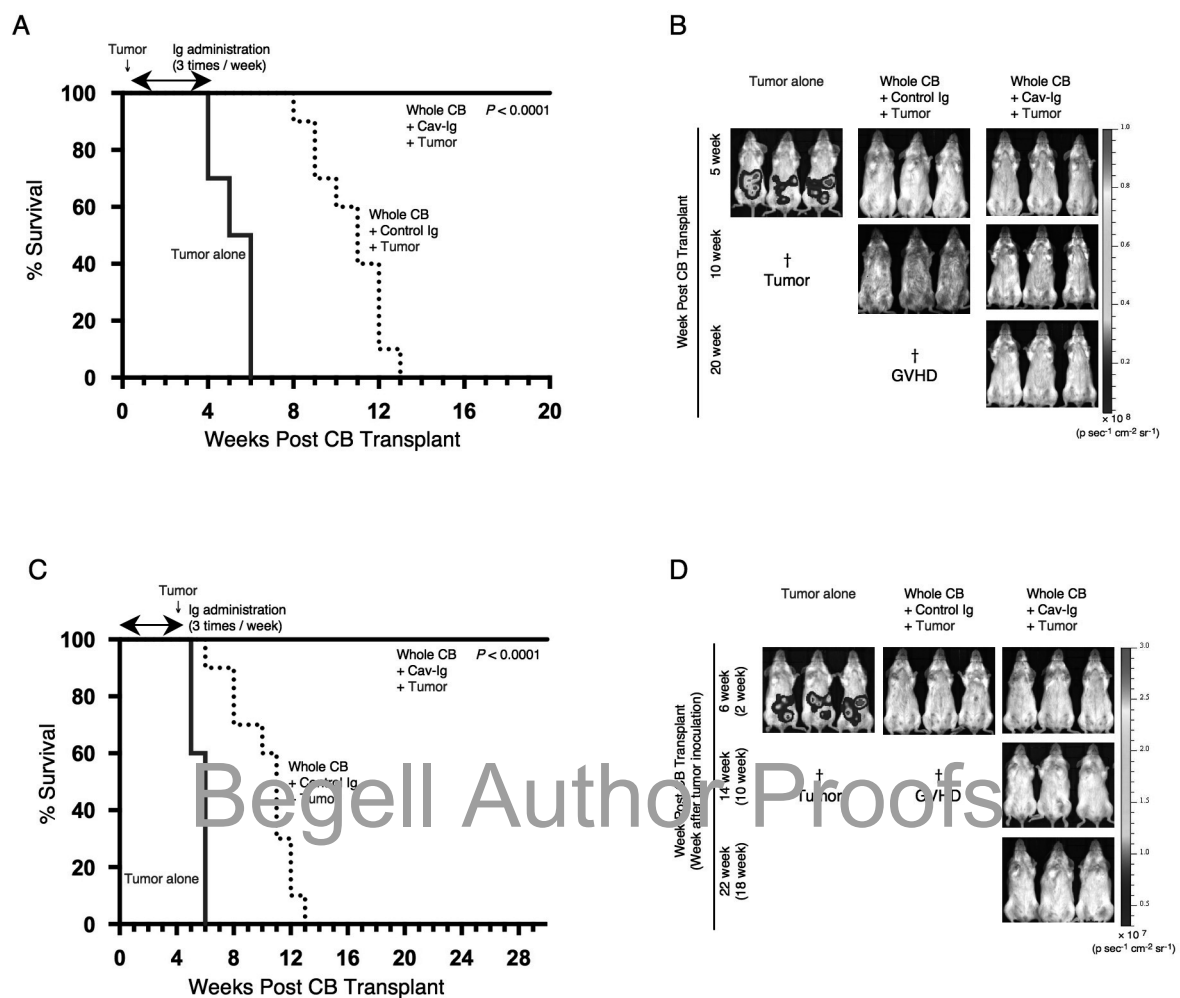 A
Tumor
↓
Ig administration
(3 times / week)
100
80
60
40
20
0
% Survival
Whole CB
+ Cav-Ig
+ Tumor
P < 0.0001
Whole CB
+ Control Ig
+ Tumor
Tumor alone
0 4 8 12 16 20
Weeks Post CB Transplant
B
Tumor alone
Whole CB
+ Control Ig
+ Tumor
Whole CB
+ Cav-Ig
+ Tumor
Week Post CB Transplant
5 week
10 week
20 week
†
Tumor
†
GVHD
1.0
0.8
0.6
0.4
0.2
× 10 8
(p sec-1 cm-2 sr-1)
C
Tumor
↓
Ig administration
(3 times / week)
100
80
60
40
20
0
% Survival
Whole CB
+ Cav-Ig
+ Tumor
P < 0.0001
Whole CB
+ Control Ig
+ Tumor
Tumor alone
0 4 8 12 16 20 24 28
Weeks Post CB Transplant
D
Tumor alone
Whole CB
+ Control Ig
+ Tumor
Whole CB
+ Cav-Ig
+ Tumor
Week Post CB Transplant
(Week after tumor inoculation)
6 week
(2 week)
14 week
(10 week)
22 week
(18 week)
†
Tumor
†
GVHD
3.0
2.5
2.0
1.5
1.0
0.5
× 10 7
(p sec-1 cm-2 sr-1)
Begell Author Proofs